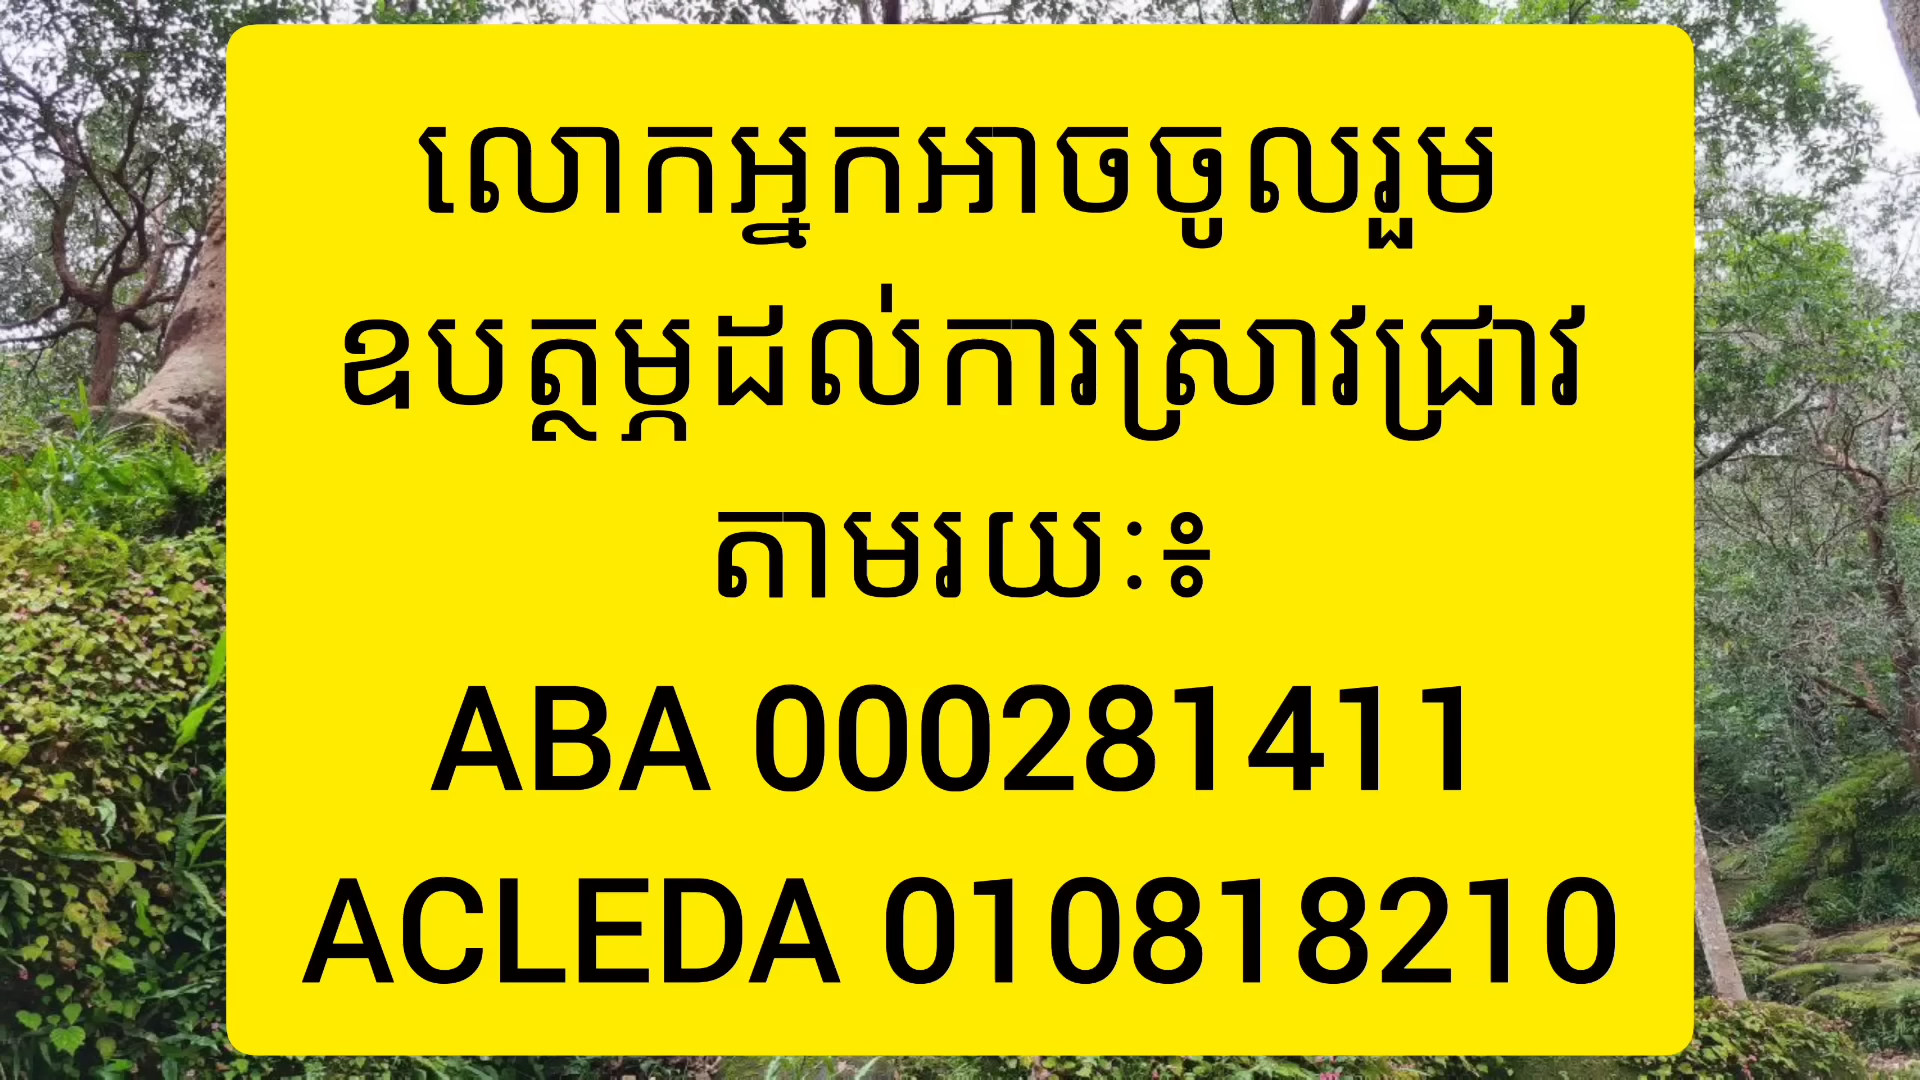 លោកអ្នកអាចចូលរួម
ឧបត្ថម្ភដល់ការស្រាវជ្រាវ
តាមរយៈ៖
ABA 000281411
ACLEDA 010818210